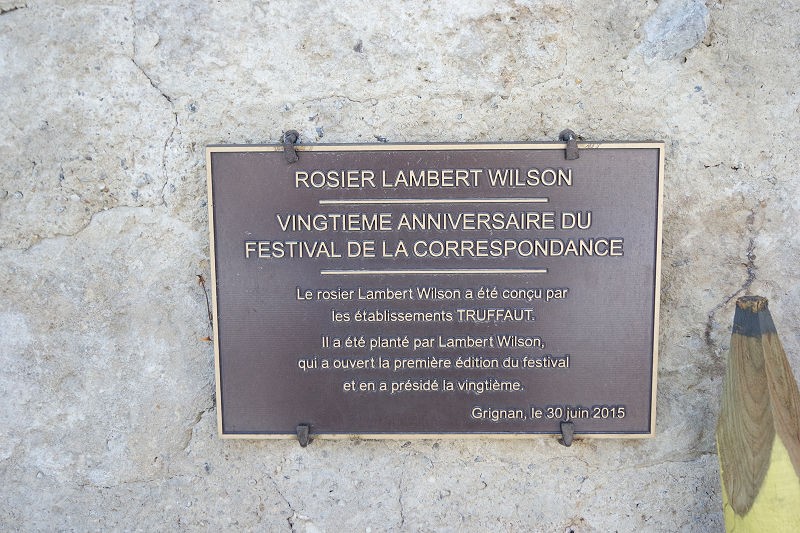 ROSIER LAMBERT WILSON
VINGTIEME ANNIVERSAIRE DU
FESTIVAL DE LA CORRESPONDANCE
Le rosier Lambert Wilson a été conçu par
les établissements TRUFFAUT.
Il a été planté par Lambert Wilson,
qui a ouvert la première édition du festival
et en a présidé la vingtième.
Grignan, le 30 juin 2015